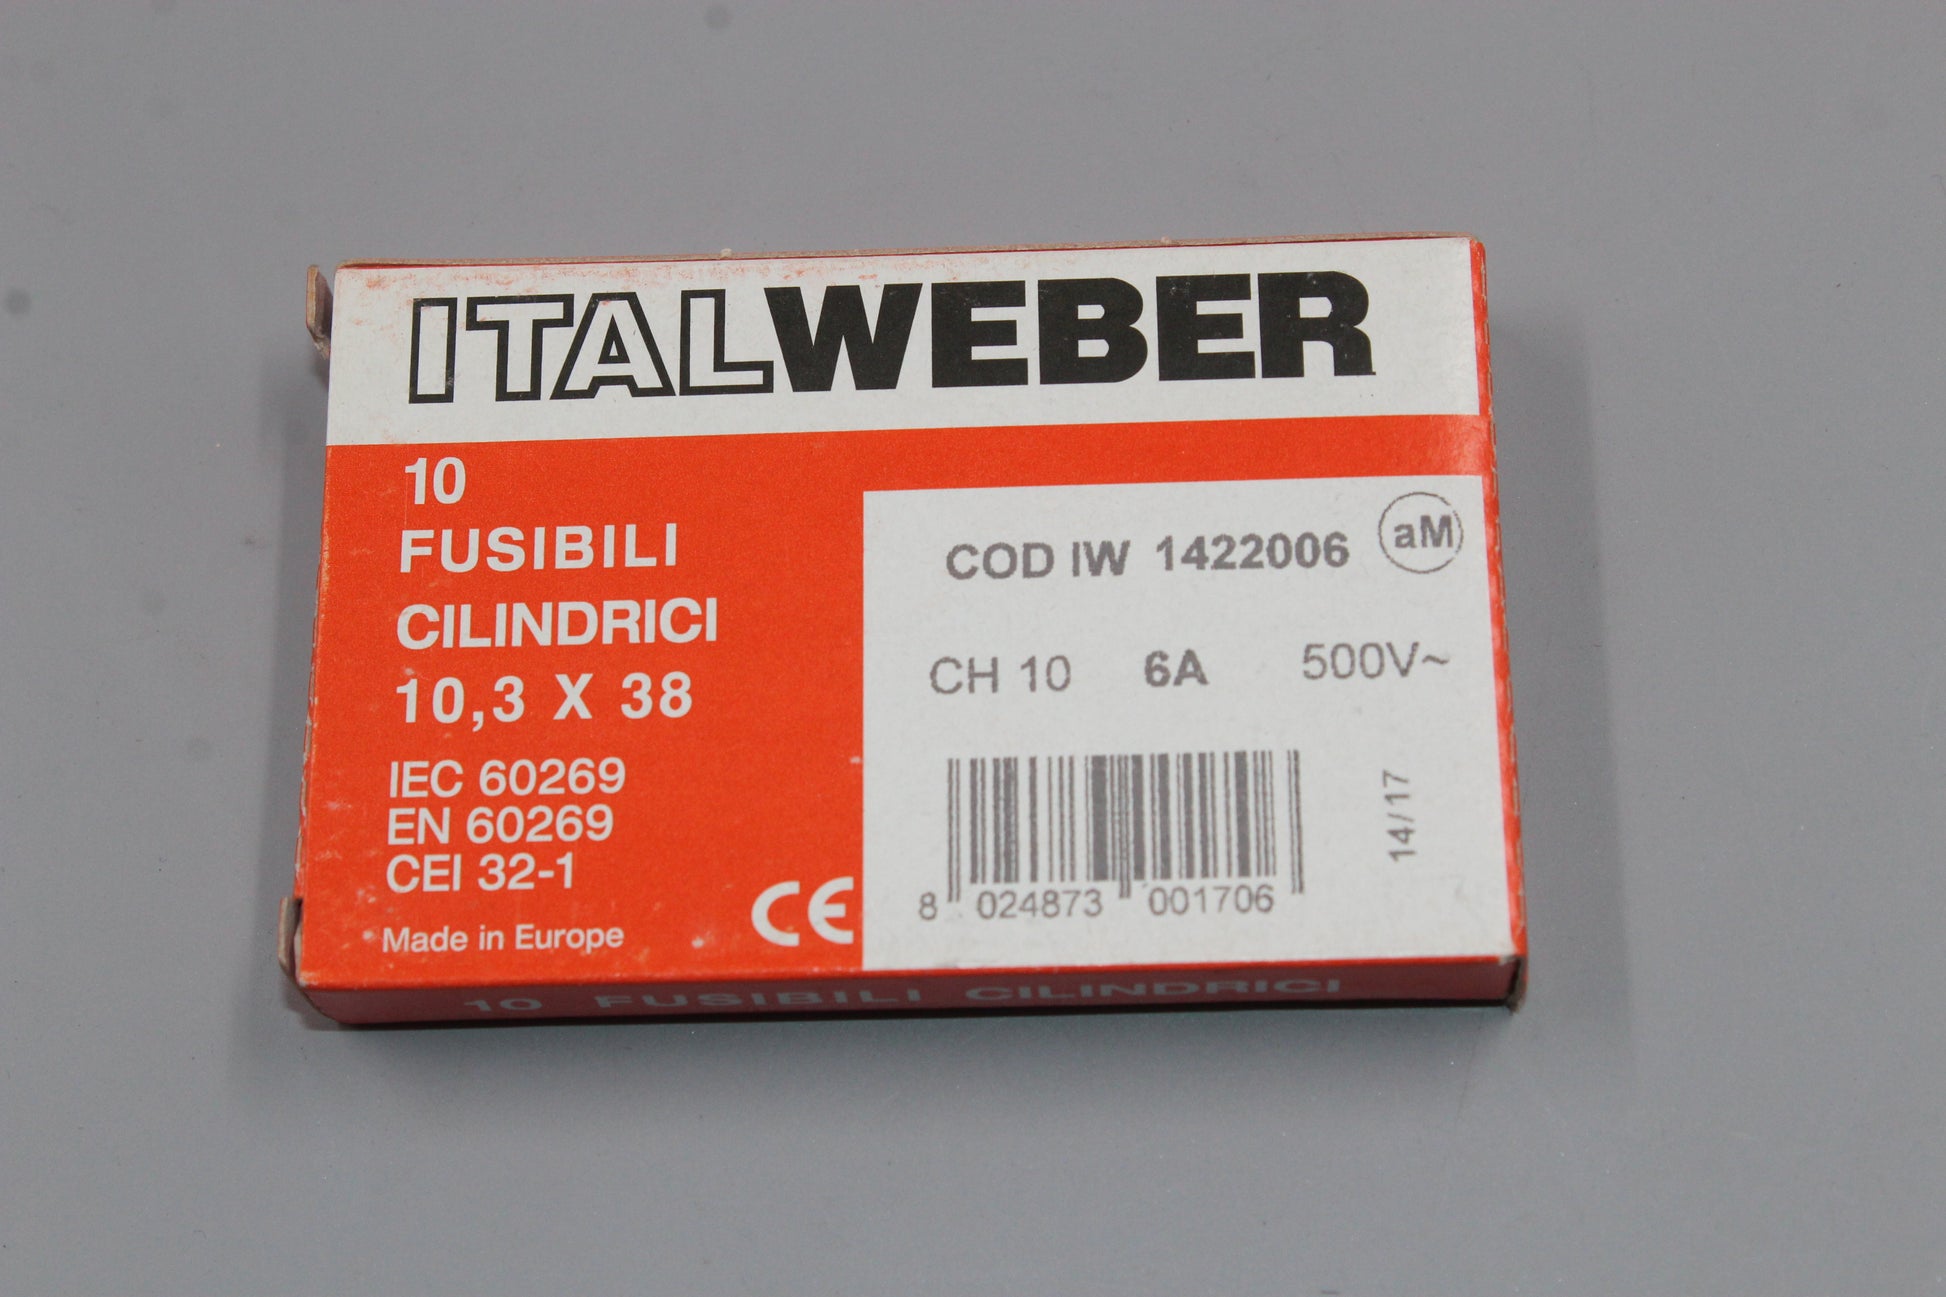 ITALWEBER
10
FUSIBILI
CILINDRICI
10,3 X 38
IEC 60269
EN 60269
CEI 32-1
Made in Europe
CE
COD IW 1422006 aM
CH 10 6A 500V~
14/17
8 024873 001706
10 FUSIBILI CILINDRICI